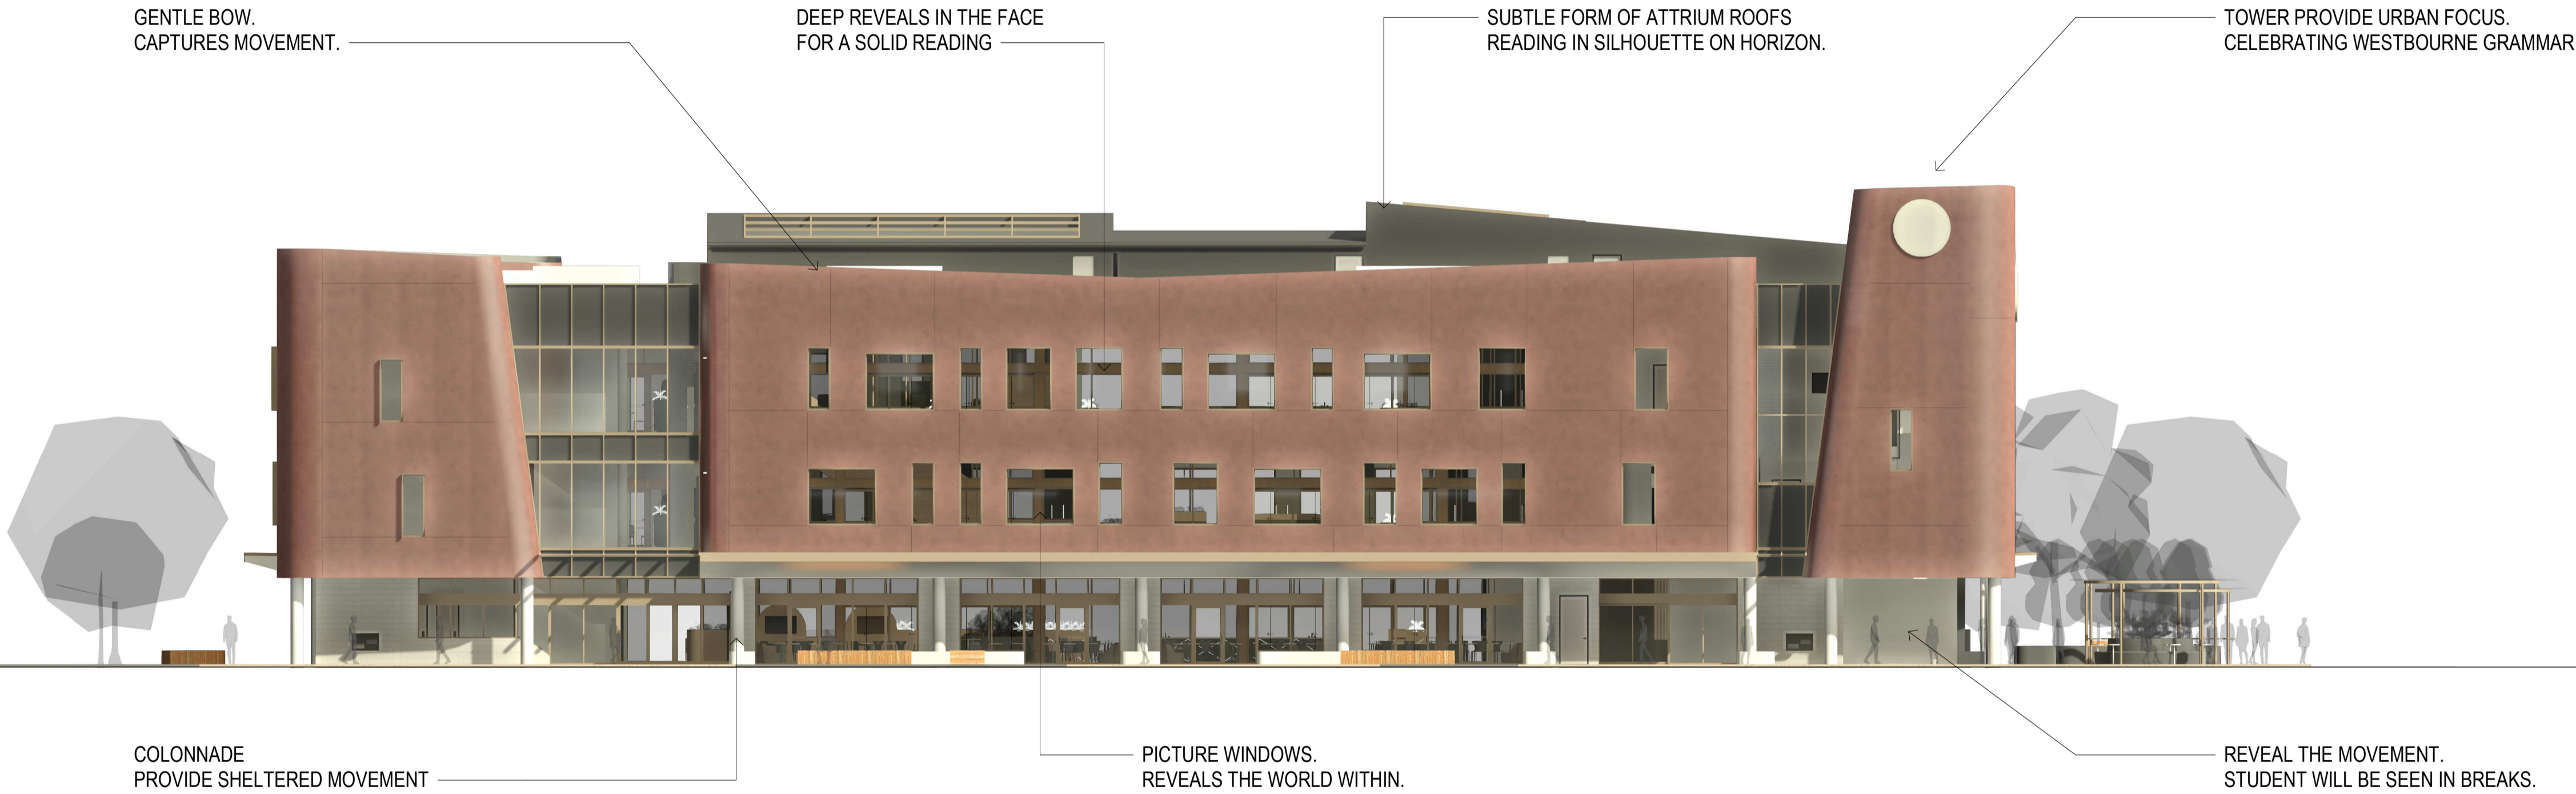 GENTLE BOW.
CAPTURES MOVEMENT.
DEEP REVEALS IN THE FACE
FOR A SOLID READING
SUBTLE FORM OF ATTRIUM ROOFS
READING IN SILHOUETTE ON HORIZON.
TOWER PROVIDE URBAN FOCUS.
CELEBRATING WESTBOURNE GRAMMAR
COLONNADE
PROVIDE SHELTERED MOVEMENT
PICTURE WINDOWS.
REVEALS THE WORLD WITHIN.
REVEAL THE MOVEMENT.
STUDENT WILL BE SEEN IN BREAKS.